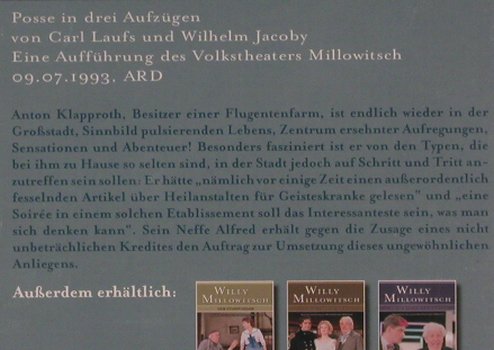 Posse in drei Aufzügen
von Carl Laufs und Wilhelm Jacoby
Eine Aufführung des Volkstheaters Millowitsch
09.07.1993, ARD
Anton Klapproth, Besitzer einer Flugentenfarm, ist endlich wieder in der
Großstadt, Sinnbild pulsierenden Lebens, Zentrum ersehnter Aufregungen,
Sensationen und Abenteuer! Besonders fasziniert ist er von den Typen, die
bei ihm zu Hause so selten sind, in der Stadt jedoch auf Schritt und Tritt an-
zutreffen sein sollen: Er hätte „nämlich vor einige Zeit einen außerordentlich
fesselnden Artikel über Heilanstalten für Geisteskranke gelesen" und „eine
Soirée in einem solchen Etablissement soll das Interessanteste sein, was man
sich denken kann". Sein Neffe Alfred erhält gegen die Zusage eines nicht
unbeträchlichen Kredites den Auftrag zur Umsetzung dieses ungewöhnlichen
Anliegens.
Außerdem erhältlich:
Willy Millowitsch
Willy Millowitsch
Willy Millowitsch